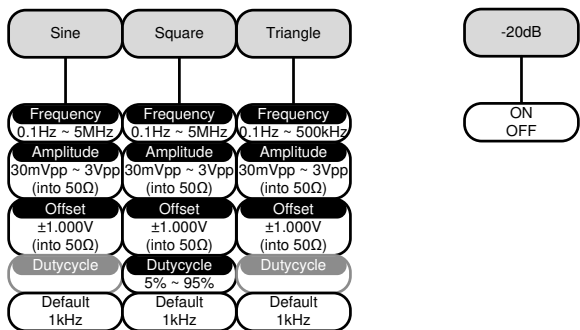 Sine
Square
Triangle
-20dB
Frequency
0.1Hz ~ 5MHz
Frequency
0.1Hz ~ 5MHz
Frequency
0.1Hz ~ 500kHz
ON
OFF
Amplitude
30mVpp ~ 3Vpp
(into 50Ω)
Amplitude
30mVpp ~ 3Vpp
(into 50Ω)
Amplitude
30mVpp ~ 3Vpp
(into 50Ω)
Offset
±1.000V
(into 50Ω)
Offset
±1.000V
(into 50Ω)
Offset
±1.000V
(into 50Ω)
Dutycycle
Dutycycle
5% ~ 95%
Dutycycle
Default
1kHz
Default
1kHz
Default
1kHz